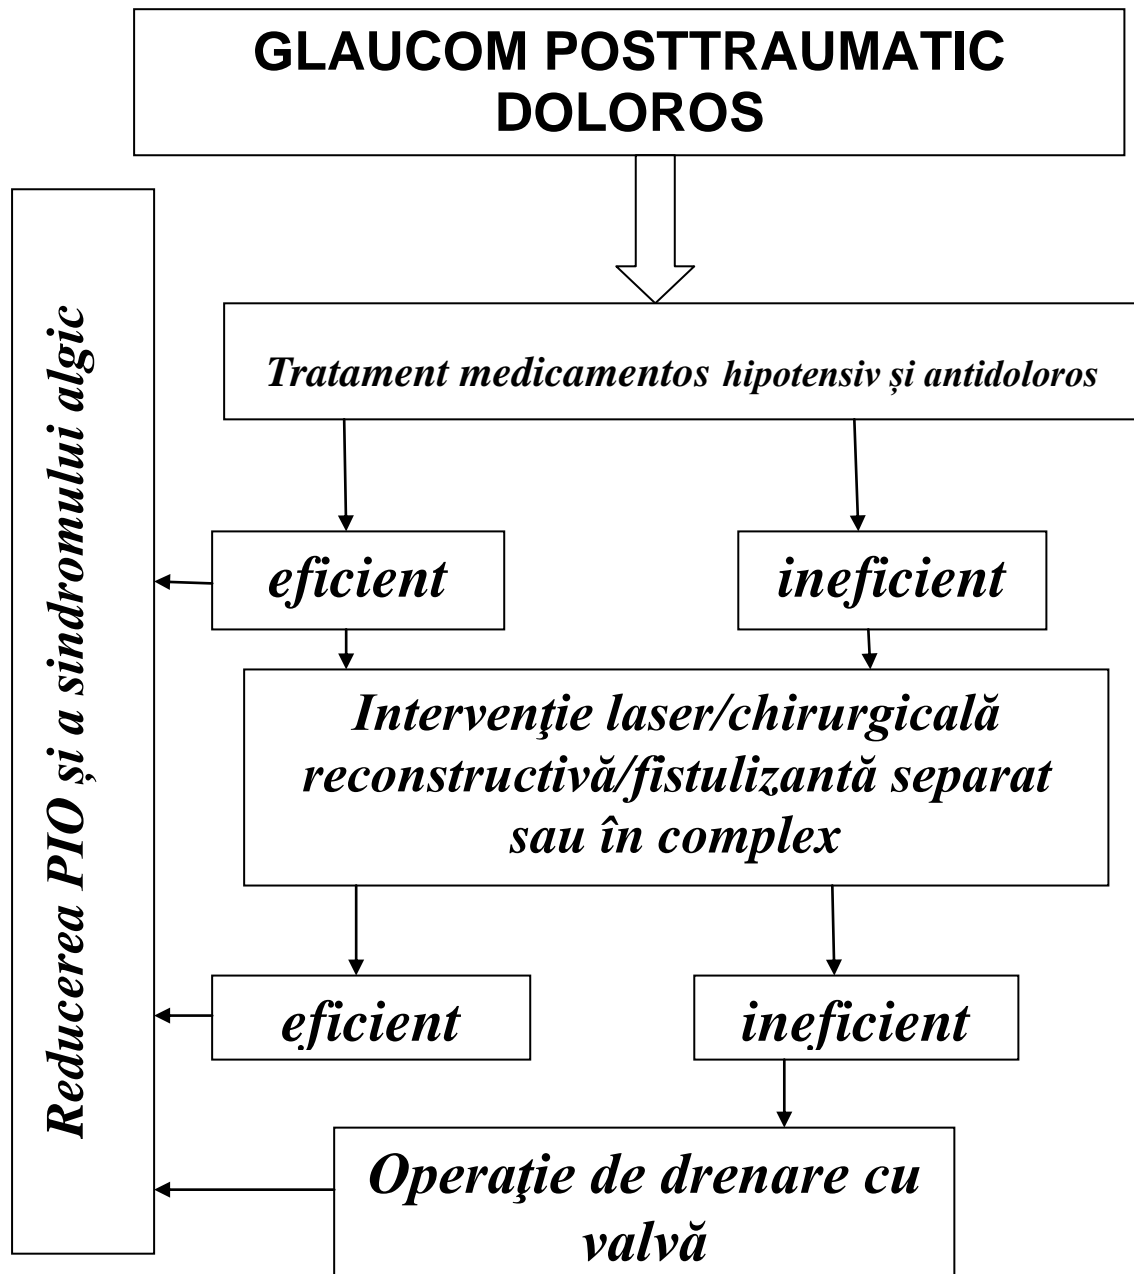 GLAUCOM POSTTRAUMATIC
DOLOROS
Reducerea PIO și a sindromului algic
Tratament medicamentos hipotensiv și antidoloros
eficient
ineficient
Intervenţie laser/chirurgicală
reconstructivă/fistulizantă separat
sau în complex
eficient
ineficient
Operaţie de drenare cu
valvă